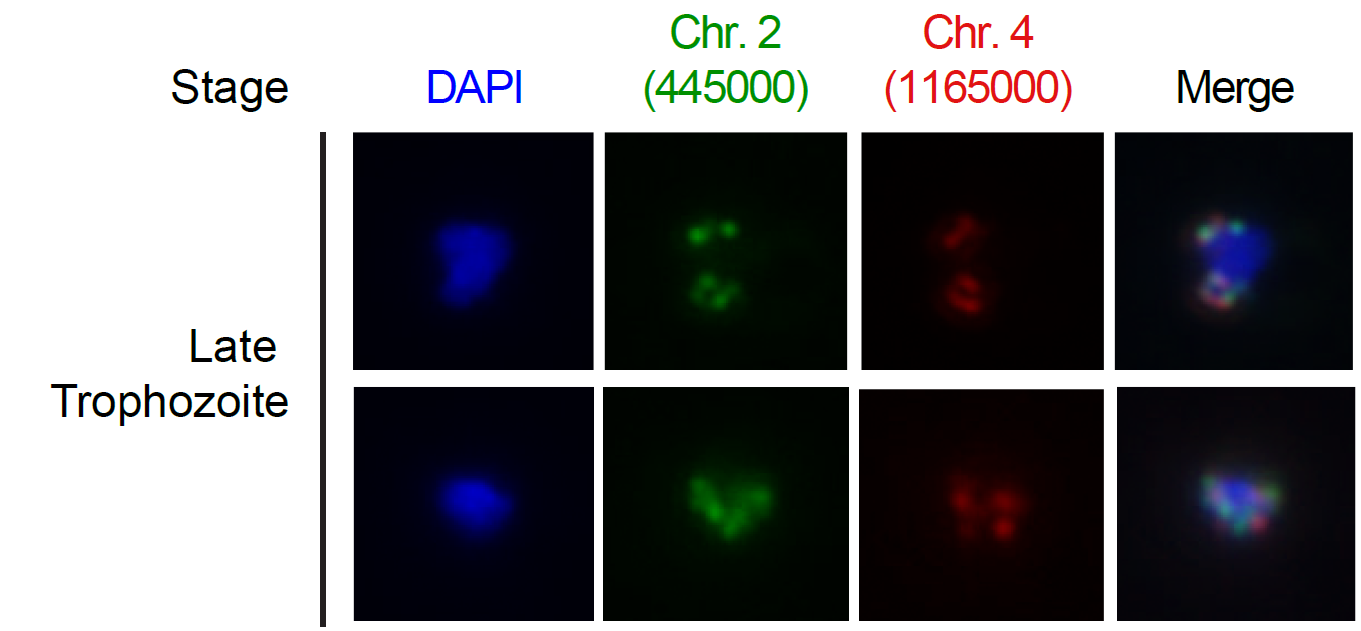 Chr. 2
Chr. 4
Stage
DAPI
(445000)
(1165000)
Merge
Late
Trophozoite